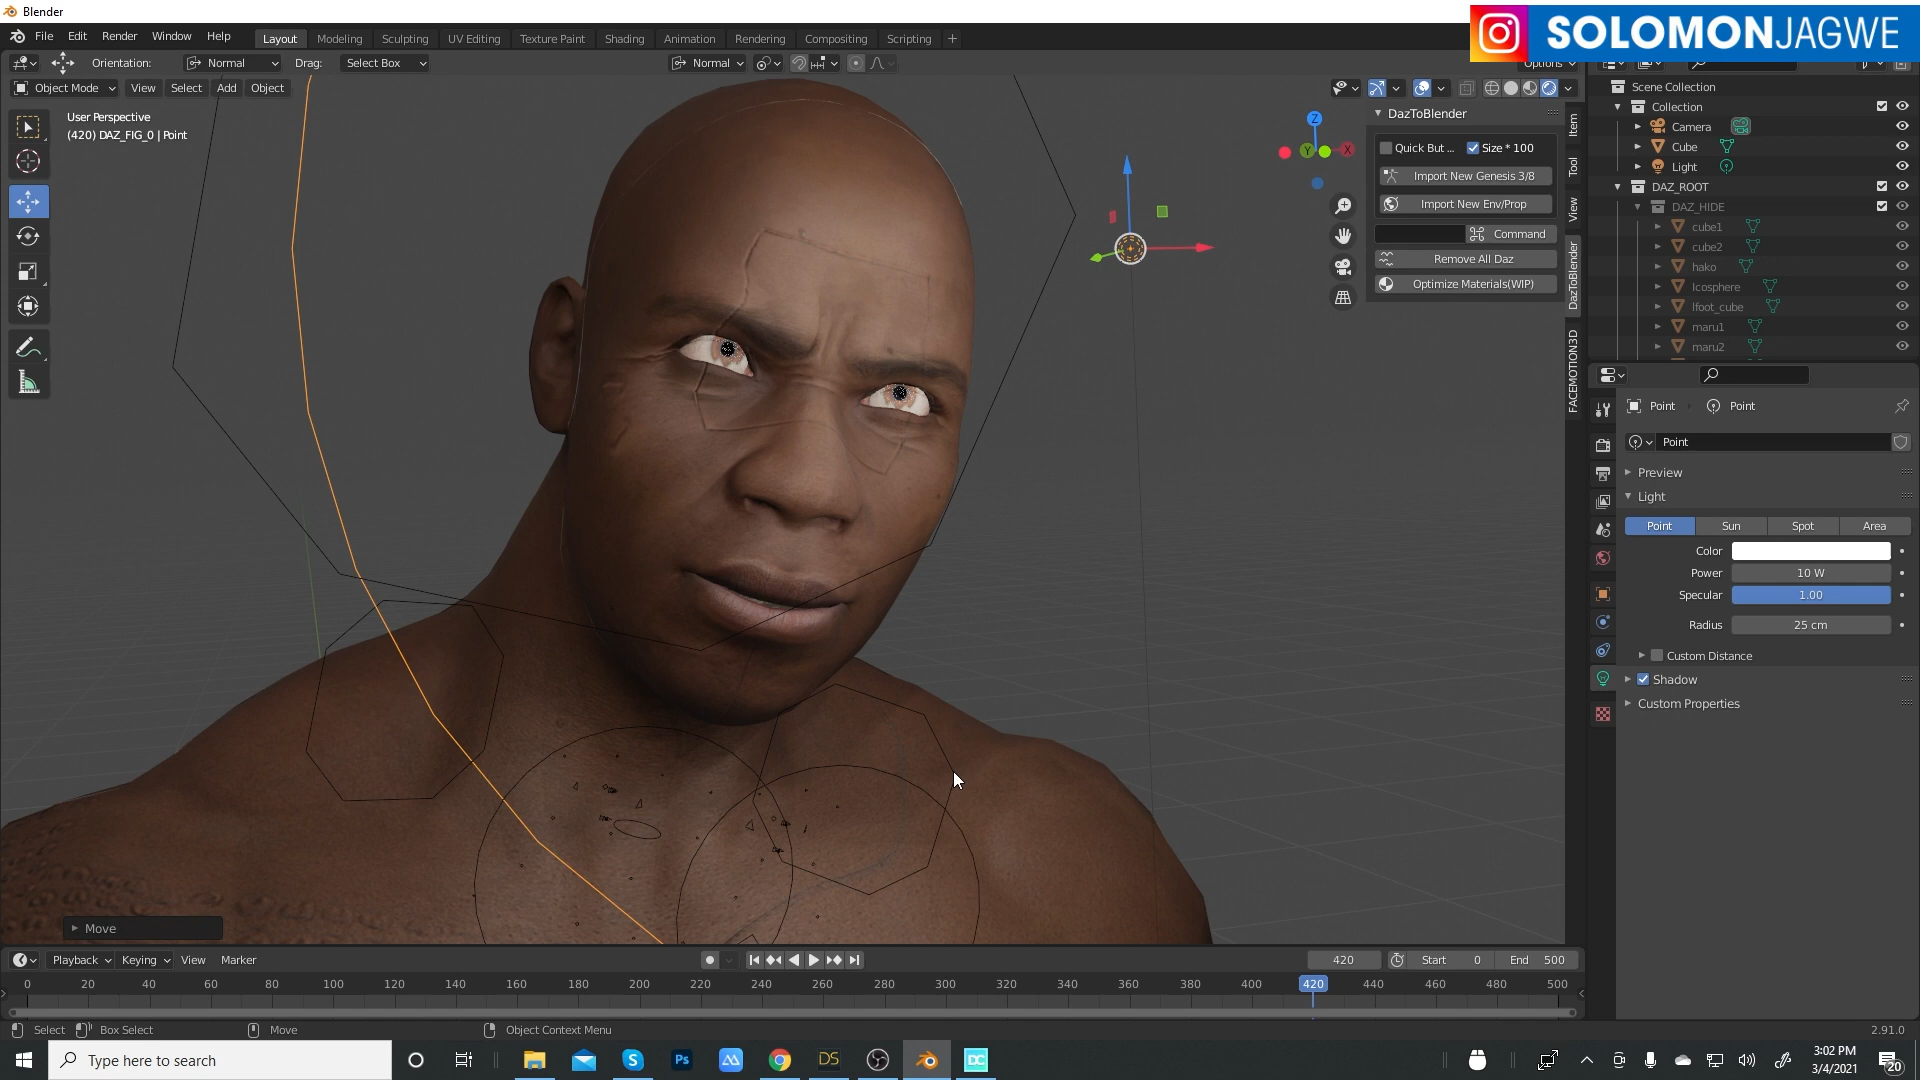 Blender
SOLOMONJAGWE
File Edit Render Window Help Layout Modeling Sculpting UV Editing Texture Paint Shading Animation Rendering Compositing Scripting +
Orientation: Normal Drag: Select Box Normal Options
Object Mode View Select Add Object
User Perspective
(420) DAZ_FIG_0 | Point
Z
Y
X
DazToBlender
Quick But ... Size * 100
Import New Genesis 3/8
Import New Env/Prop
Command
Remove All Daz
Optimize Materials(WIP)
Item
Tool
View
DazToBlender
FACEMOTION3D
Scene Collection
Collection
Camera
Cube
Light
DAZ_ROOT
DAZ_HIDE
cube1
cube2
hako
Icosphere
lfoot_cube
maru1
maru2
Point Point
Point
Preview
Light
Point Sun Spot Area
Color
Power 10 W
Specular 1.00
Radius 25 cm
Custom Distance
Shadow
Custom Properties
Move
Playback Keying View Marker 420 Start 0 End 500
0 20 40 60 80 100 120 140 160 180 200 220 240 260 280 300 320 340 360 380 400 420 440 460 480 500
Select Box Select Move Object Context Menu 2.91.0
Type here to search
S
Ps
DS
DC
3:02 PM
3/4/2021
20